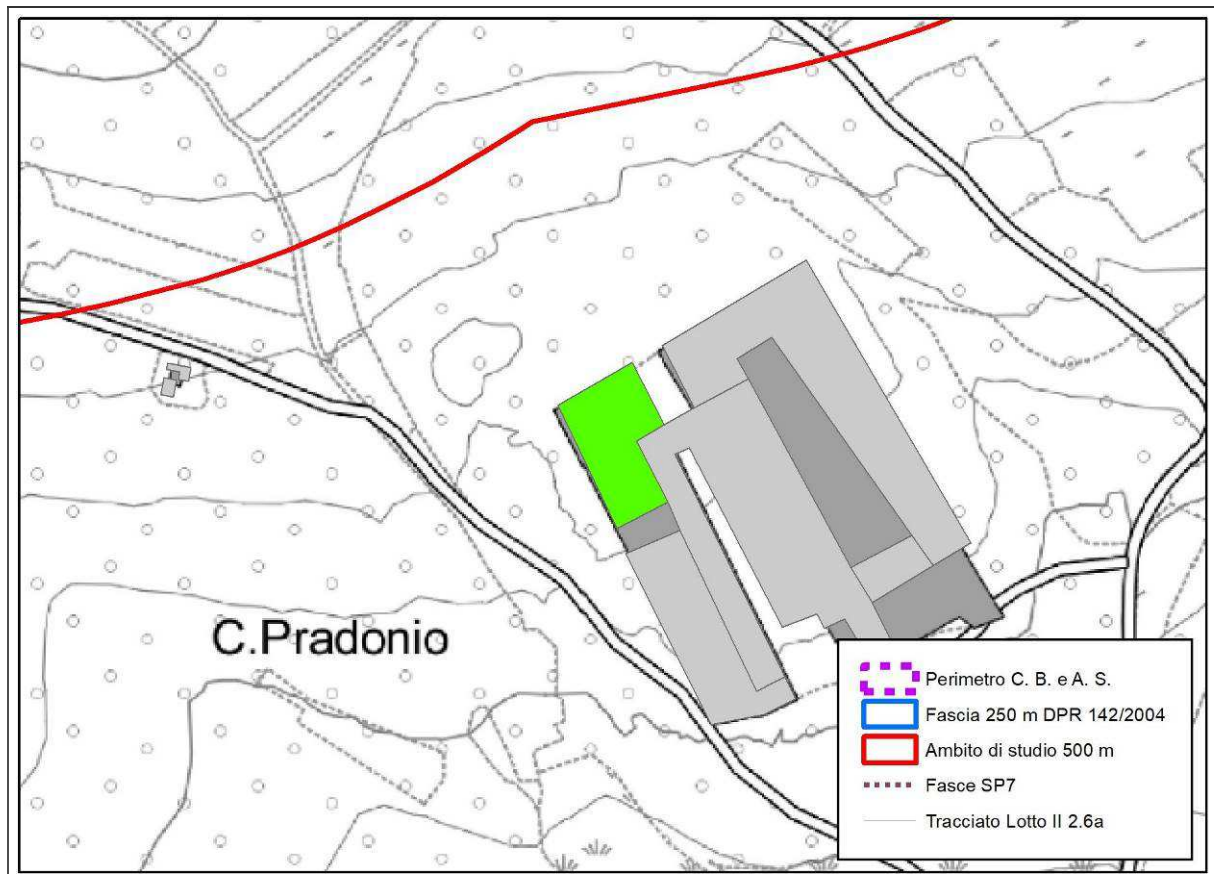 C.Pradonio
Perimetro C. B. e A. S.
Fascia 250 m DPR 142/2004
Ambito di studio 500 m
Fasce SP7
Tracciato Lotto II 2.6a